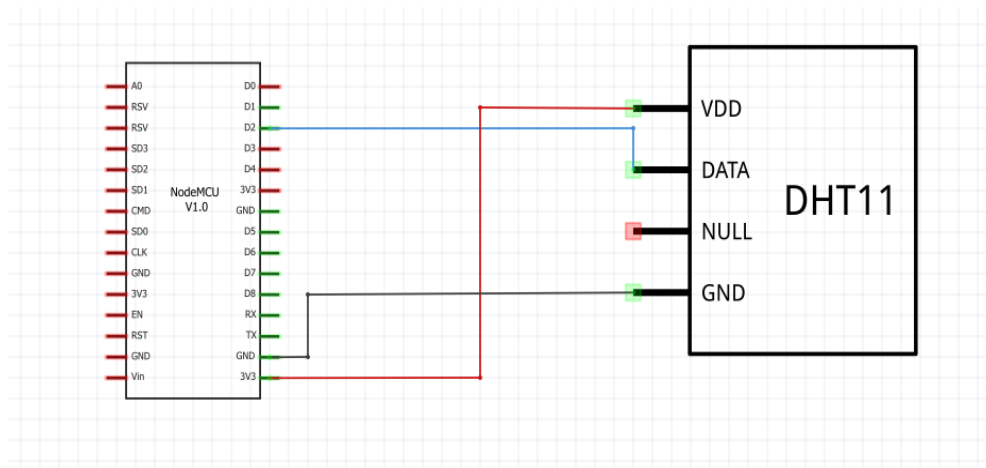 A0
RSV
RSV
SD3
SD2
SD1
CMD
SD0
CLK
GND
3V3
EN
RST
GND
Vin
NodeMCU
V1.0
D0
D1
D2
D3
D4
3V3
GND
D5
D6
D7
D8
RX
TX
GND
3V3
VDD
DATA
NULL
GND
DHT11